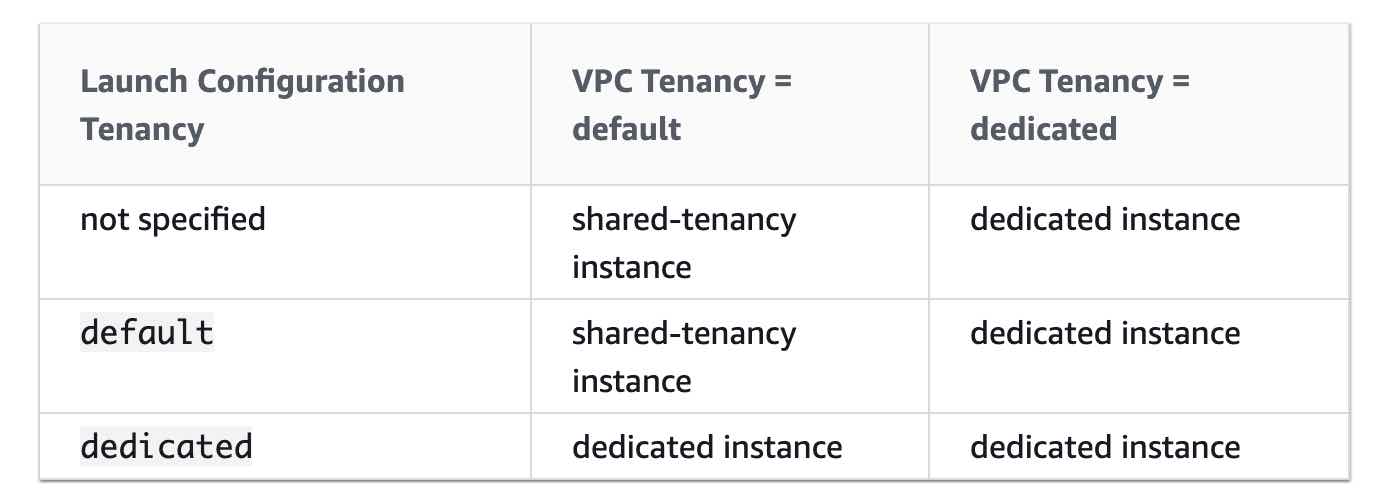 Launch Configuration
Tenancy
VPC Tenancy =
default
VPC Tenancy =
dedicated
not specified
shared-tenancy
instance
dedicated instance
default
shared-tenancy
instance
dedicated instance
dedicated
dedicated instance
dedicated instance